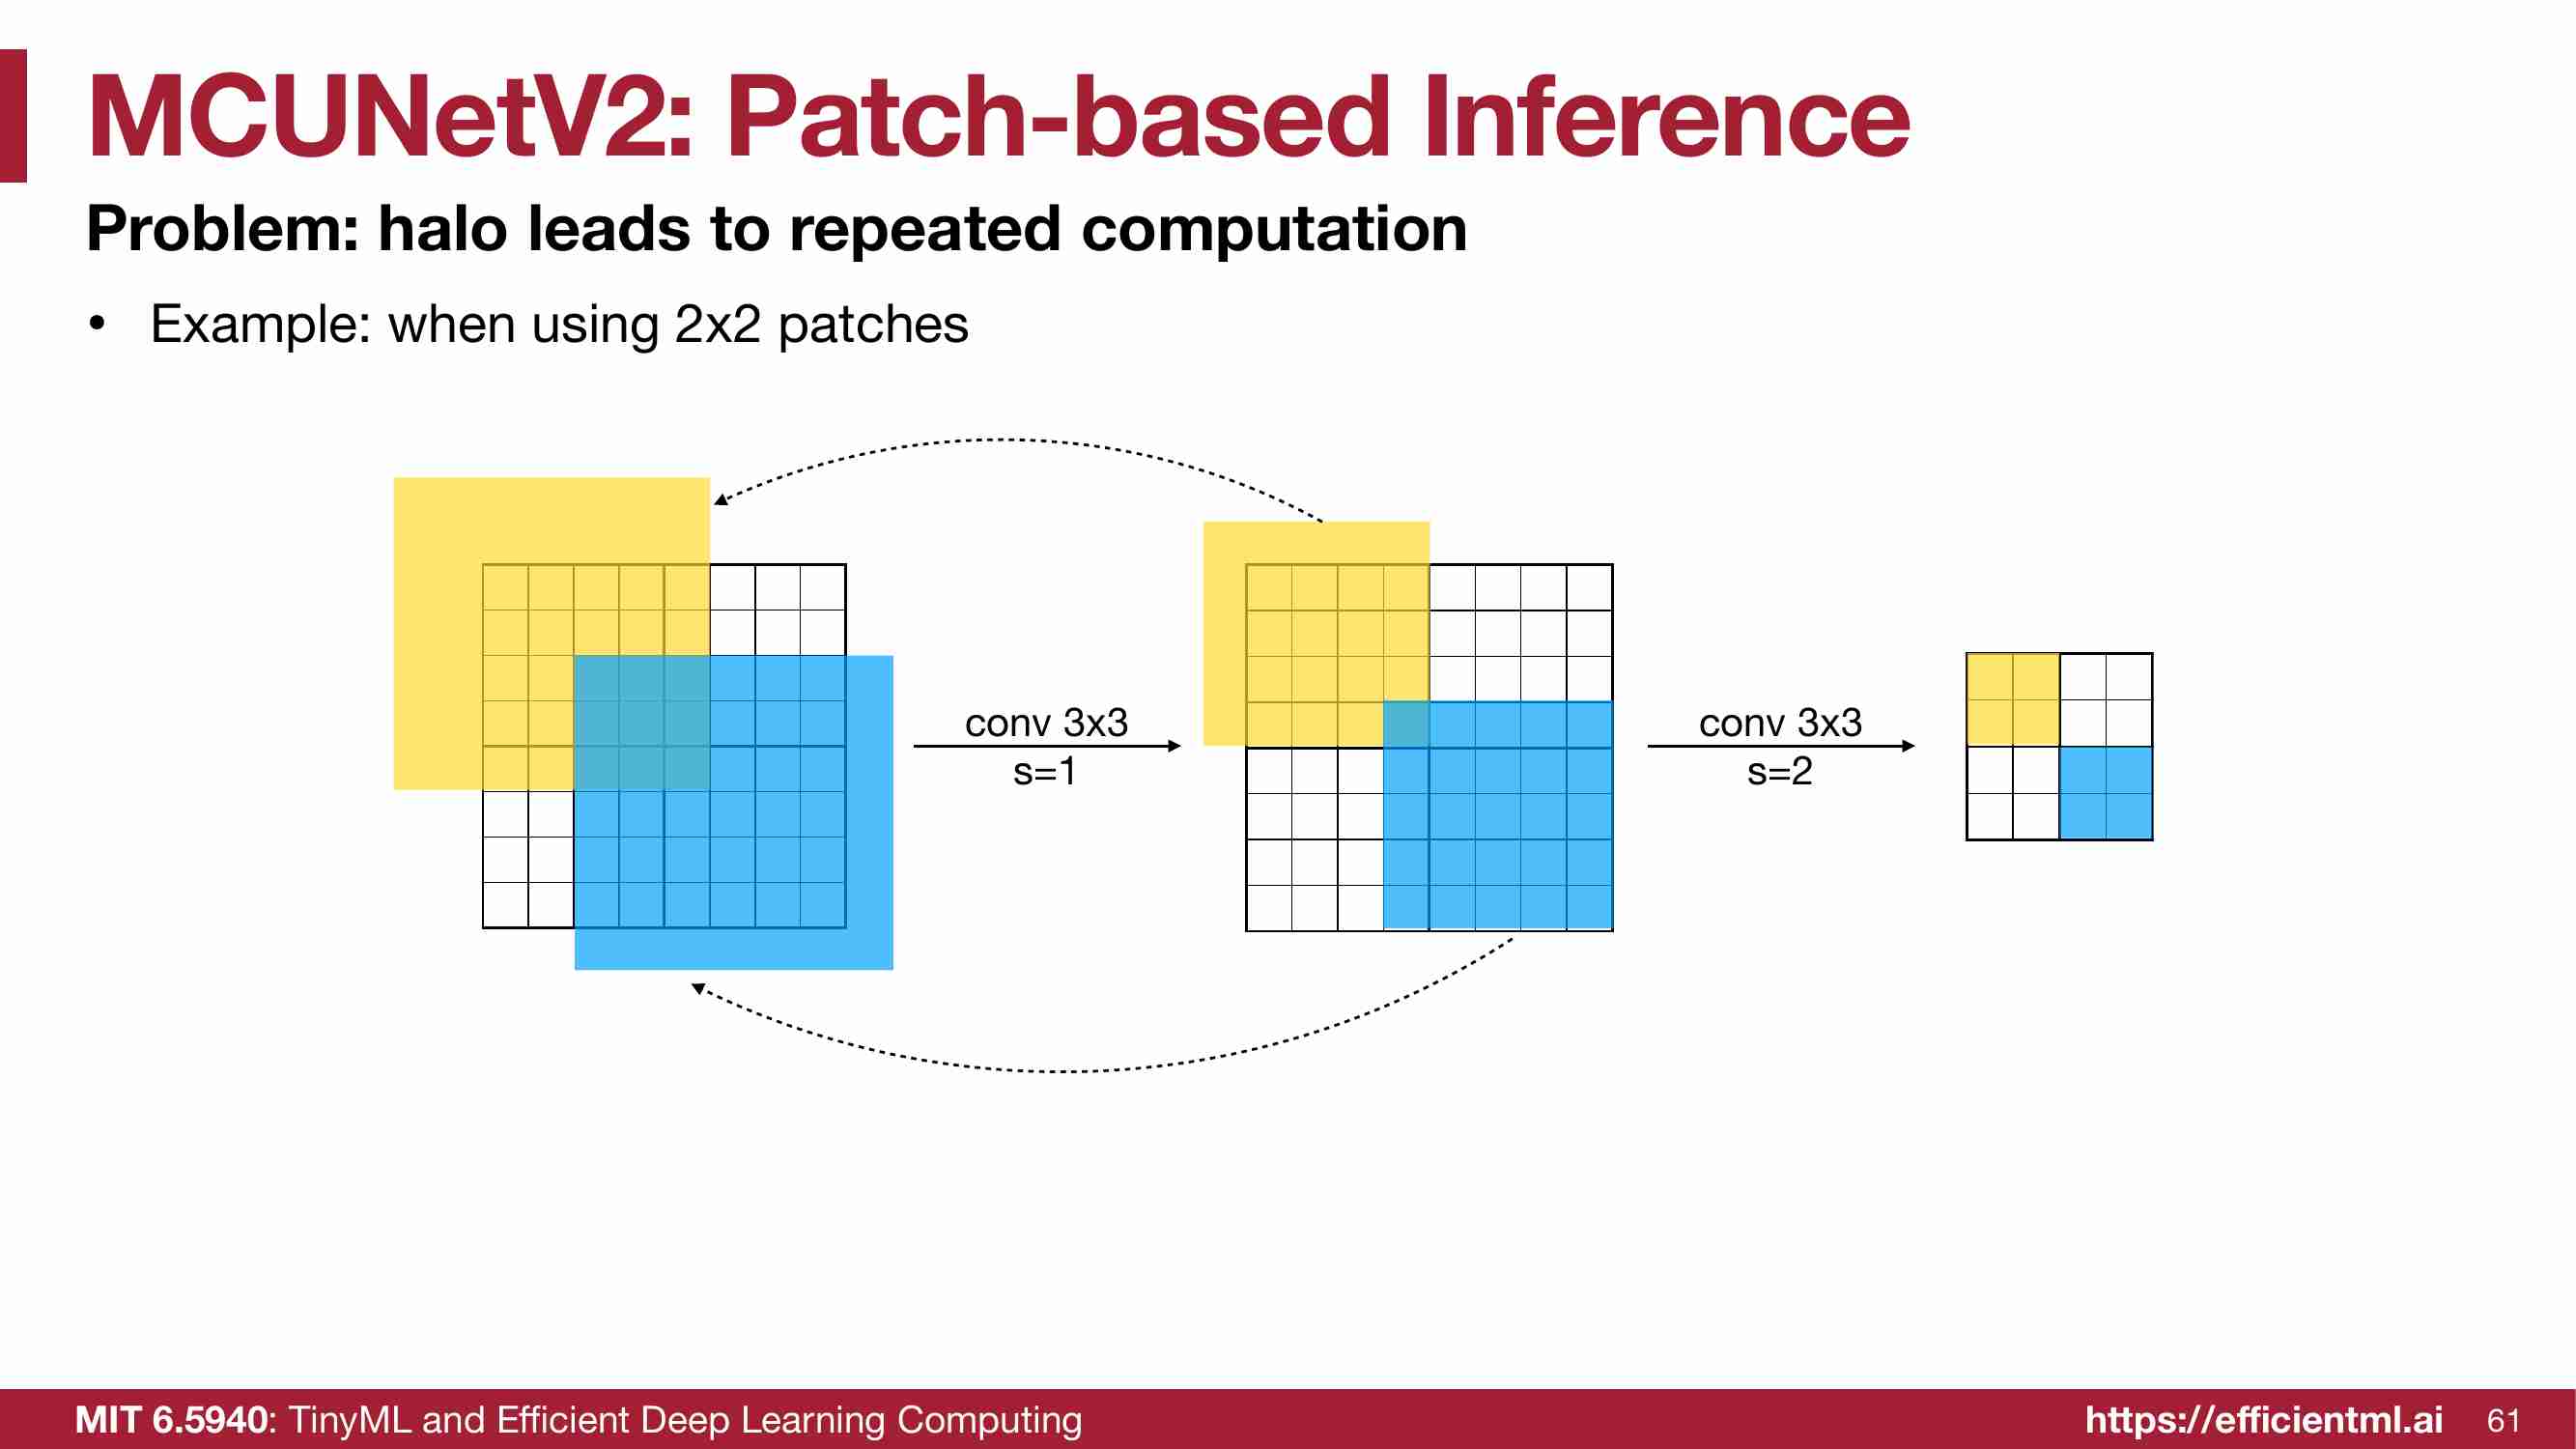 MCUNetV2: Patch-based Inference
Problem: halo leads to repeated computation
• Example: when using 2x2 patches
conv 3x3
s=1
conv 3x3
s=2
MIT 6.5940: TinyML and Efficient Deep Learning Computing
https://efficientml.ai
61